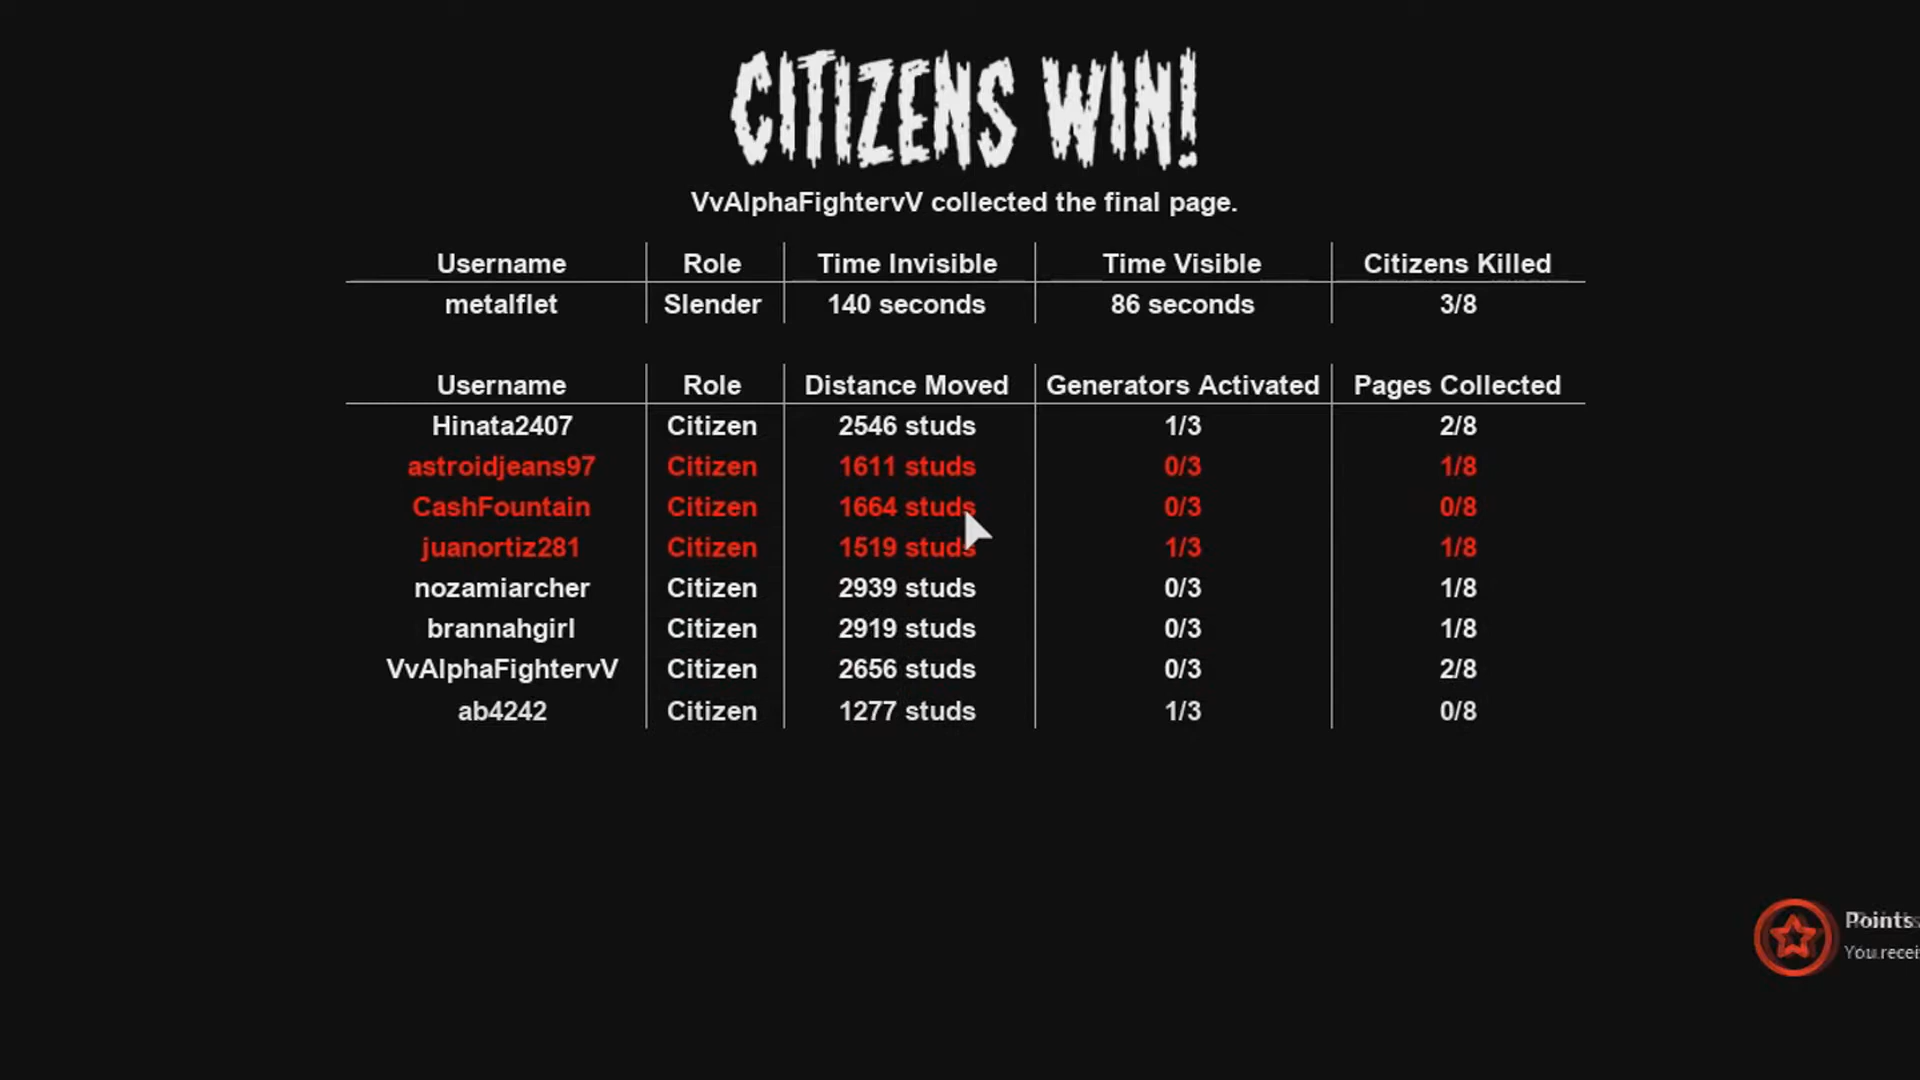 CITIZENS WIN!
VvAlphaFightervV collected the final page.
Username Role Time Invisible Time Visible Citizens Killed
metalflet Slender 140 seconds 86 seconds 3/8
Username Role Distance Moved Generators Activated Pages Collected
Hinata2407 Citizen 2546 studs 1/3 2/8
astroidjeans97 Citizen 1611 studs 0/3 1/8
CashFountain Citizen 1664 studs 0/3 0/8
juanortiz281 Citizen 1519 studs 1/3 1/8
nozamiarcher Citizen 2939 studs 0/3 1/8
brannahgirl Citizen 2919 studs 0/3 1/8
VvAlphaFightervV Citizen 2656 studs 0/3 2/8
ab4242 Citizen 1277 studs 1/3 0/8
Points
You